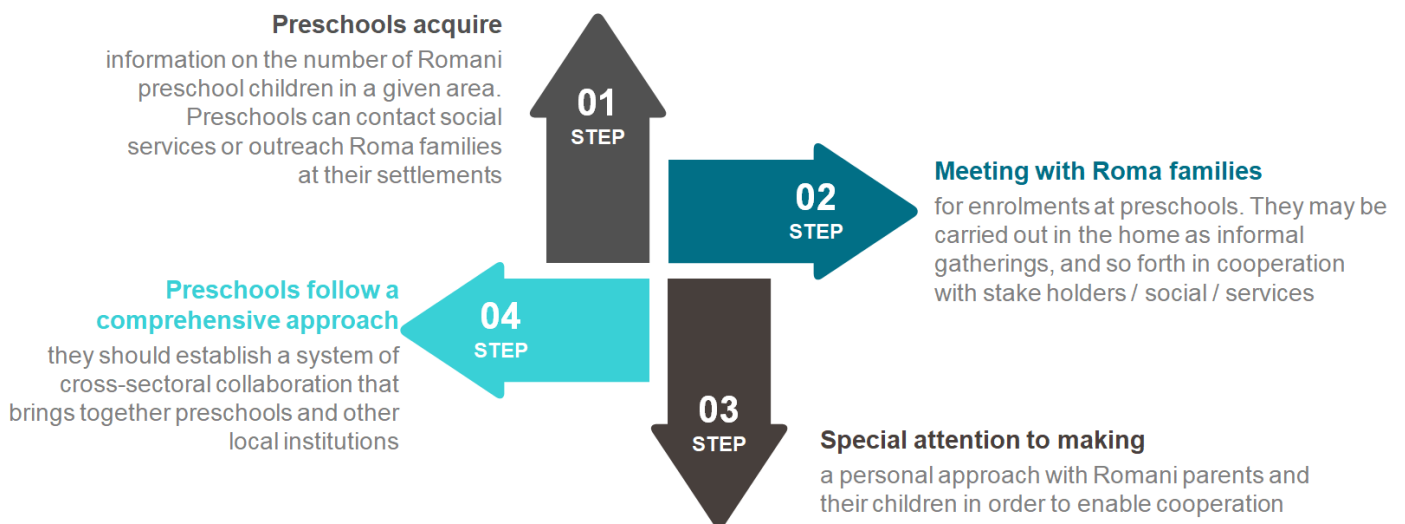 Preschools acquire
information on the number of Romani
preschool children in a given area.
Preschools can contact social
services or outreach Roma families
at their settlements
01
STEP
02
STEP
Meeting with Roma families
for enrolments at preschools. They may be
carried out in the home as informal
gatherings, and so forth in cooperation
with stake holders / social / services
03
STEP
Special attention to making
a personal approach with Romani parents and
their children in order to enable cooperation
04
STEP
Preschools follow a
comprehensive approach
they should establish a system of
cross-sectoral collaboration that
brings together preschools and other
local institutions